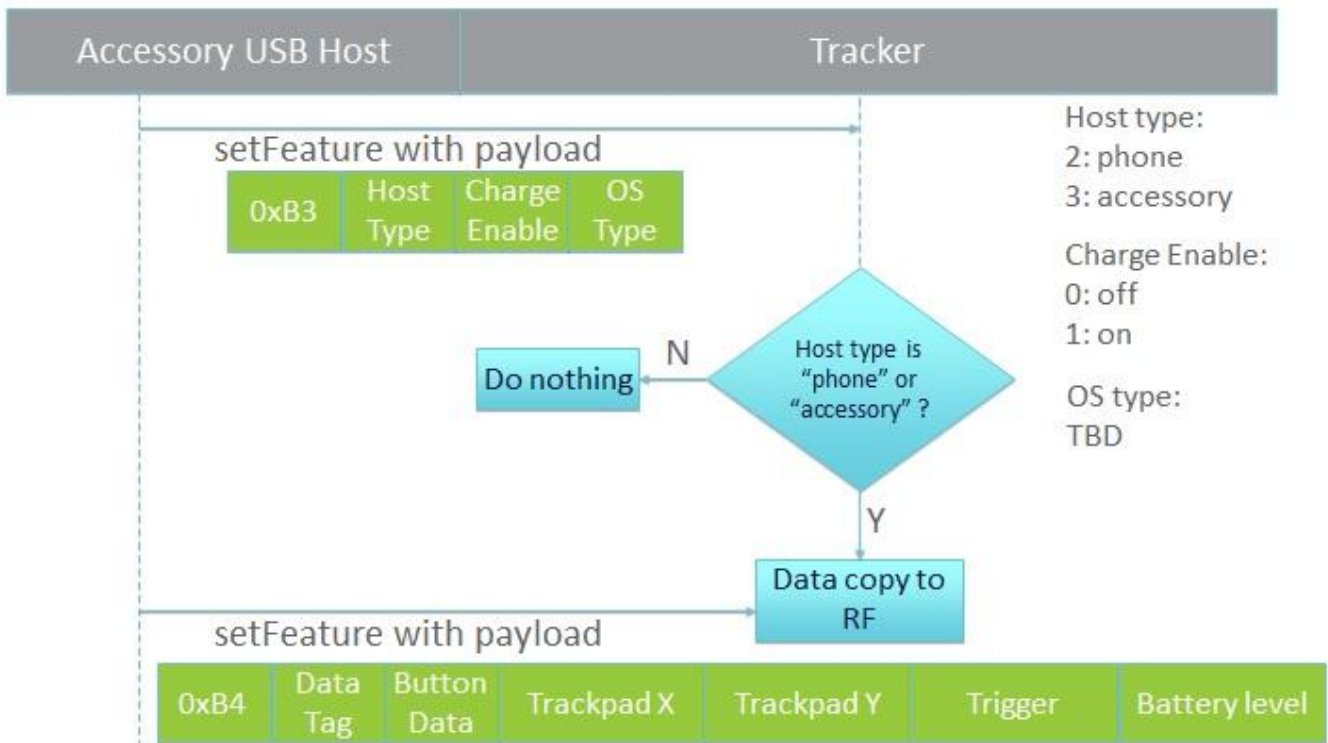 Accessory USB Host
Tracker
setFeature with payload
0xB3
Host
Type
Charge
Enable
OS
Type
Host type:
2: phone
3: accessory
Charge Enable:
0: off
1: on
OS type:
TBD
Host type is
“phone” or
“accessory” ?
N
Do nothing
Y
Data copy to
RF
setFeature with payload
0xB4
Data
Tag
Button
Data
Trackpad X
Trackpad Y
Trigger
Battery level